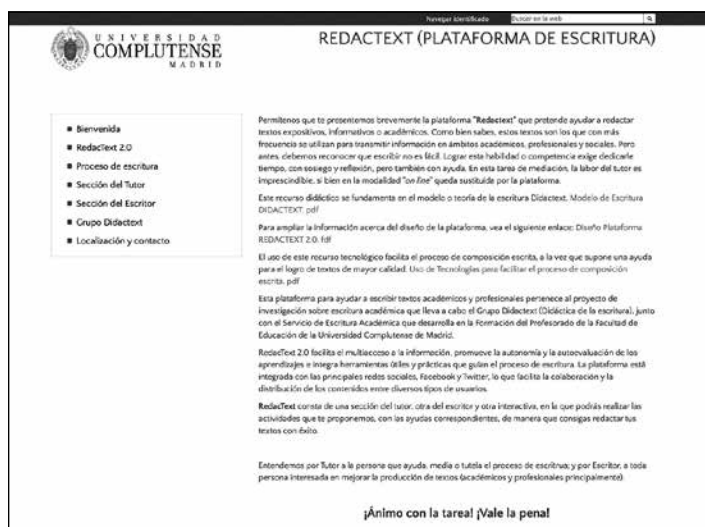 Navegar identificado
Buscar en la web
UNIVERSIDAD
COMPLUTENSE
MADRID
REDACTEXT (PLATAFORMA DE ESCRITURA)
Bienvenida
RedacText 2.0
Proceso de escritura
Sección del Tutor
Sección del Escritor
Grupo Didactext
Localización y contacto
Permítenos que te presentemos brevemente la plataforma "Redactext" que pretende ayudar a redactar
textos expositivos, informativos o académicos. Como bien sabes, estos textos son los que con más
frecuencia se utilizan para transmitir información en ámbitos académicos, profesionales y sociales. Pero
antes, debemos reconocer que escribir no es fácil. Lograr esta habilidad o competencia exige dedicarle
tiempo, con sosiego y reflexión, pero también con ayuda. En esta tarea de mediación, la labor del tutor es
imprescindible, si bien en la modalidad "on line" queda sustituida por la plataforma.
Este recurso didáctico se fundamenta en el modelo o teoría de la escritura Didactext. Modelo de Escritura
DIDACTEXT. pdf
Para ampliar la información acerca del diseño de la plataforma, vea el siguiente enlace: Diseño Plataforma
REDACTEXT 2.0. fdf
El uso de este recurso tecnológico facilita el proceso de composición escrita, a la vez que supone una ayuda
para el logro de textos de mayor calidad. Uso de Tecnologías para facilitar el proceso de composición
escrita. pdf
Esta plataforma para ayudar a escribir textos académicos y profesionales pertenece al proyecto de
investigación sobre escritura académica que lleva a cabo el Grupo Didactext (Didáctica de la escritura), junto
con el Servicio de Escritura Académica que desarrolla en la Formación del Profesorado de la Facultad de
Educación de la Universidad Complutense de Madrid.
RedacText 2.0 facilita el multiacceso a la información, promueve la autonomía y la autoevaluación de los
aprendizajes e integra herramientas útiles y prácticas que guían el proceso de escritura. La plataforma está
integrada con las principales redes sociales, Facebook y Twitter, lo que facilita la colaboración y la
distribución de los contenidos entre diversos tipos de usuarios.
RedacText consta de una sección del tutor, otra del escritor y otra interactiva, en la que podrás realizar las
actividades que te proponemos, con las ayudas correspondientes, de manera que consigas redactar tus
textos con éxito.
Entendemos por Tutor a la persona que ayuda, media o tutela el proceso de escritrua; y por Escritor, a toda
persona interesada en mejorar la producción de textos (académicos y profesionales principalmente)
¡Ánimo con la tarea! ¡Vale la pena!